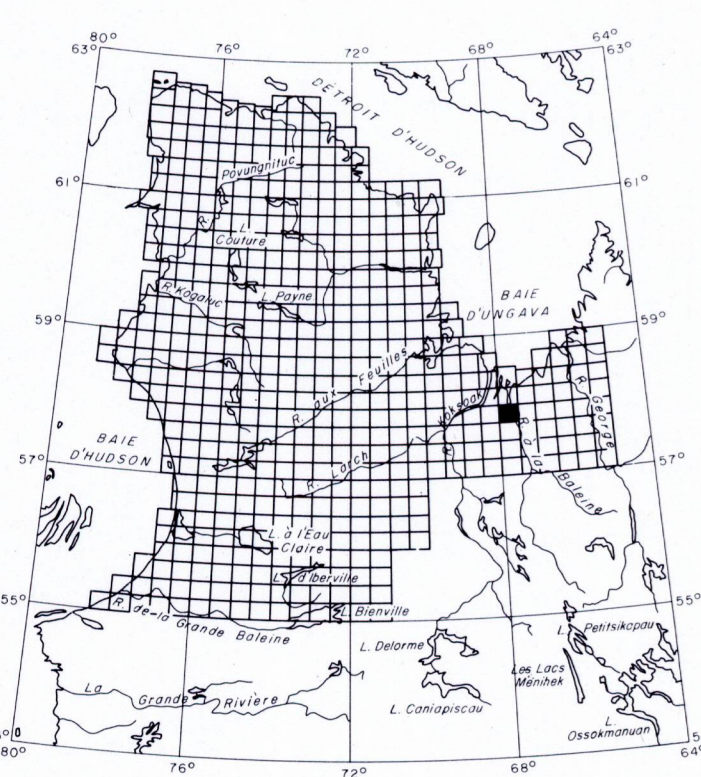 80°
76°
72°
68°
64°
63°
63°
DÉTROIT D'HUDSON
61°
61°
Povungnituc
R.
L.
Couture
R. Kogaluc
L. Payne
BAIE
D'UNGAVA
59°
59°
R. aux Feuilles
Koksoak
R.
R. George
R. à la Baleine
BAIE
D'HUDSON
57°
57°
R. Larch
L. à l'Eau
Claire
L. d'Iberville
55°
55°
R. de-la Grande Baleine
L. Bienville
L. Delorme
L. Petitsikapau
Les Lacs
Ménihek
La Grande Rivière
L. Caniapiscau
L.
Ossokmanuan
80°
76°
72°
68°
64°